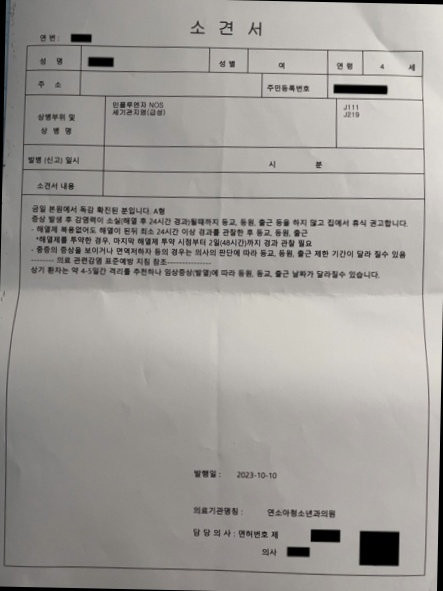 소 견 서
연 번 :
성 명 성 별 여 연 령 4 세
주 소 주민등록번호
상병부위 및 상 병 명
인플루엔자 NOS J111
세기관지염(급성) J219
발병 (신고) 일시 시 분
소견서 내용
금일 본원에서 독감 확진된 분입니다. A형
증상 발생 후 감염력이 소실(해열 후 24시간 경과)될때까지 등교, 등원, 출근 등을 하지 않고 집에서 휴식 권고합니다.
- 해열제 복용없이도 해열이 된뒤 최소 24시간 이상 경과를 관찰한 후 등교, 등원, 출근
*해열제를 투약한 경우, 마지막 해열제 투약 시점부터 2일(48시간)까지 경과 관찰 필요
- 중증의 증상을 보이거나 면역저하자 등의 경우는 의사의 판단에 따라 등교, 등원, 출근 제한 기간이 달라 질수 있음
-------- 의료 관련감염 표준예방 지침 참조----------------
상기 환자는 약 4-5일간 격리를 추천하나 임상증상(발열)에 따라 등원, 등교, 출근 날짜가 달라질수 있습니다.
발행일 : 2023-10-10
의료기관명칭 : 연소아청소년과의원
담 당 의 사 : 면허번호 제
의사